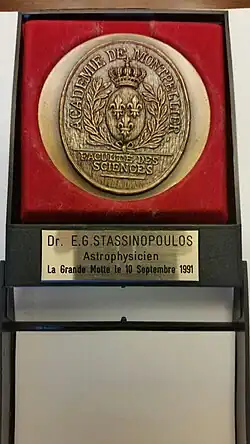 ACADEMIE DE MONTPELLIER
FACULTE DES
SCIENCES
Dr. E.G.STASSINOPOULOS
Astrophysicien
La Grande Motte le 10 Septembre 1991